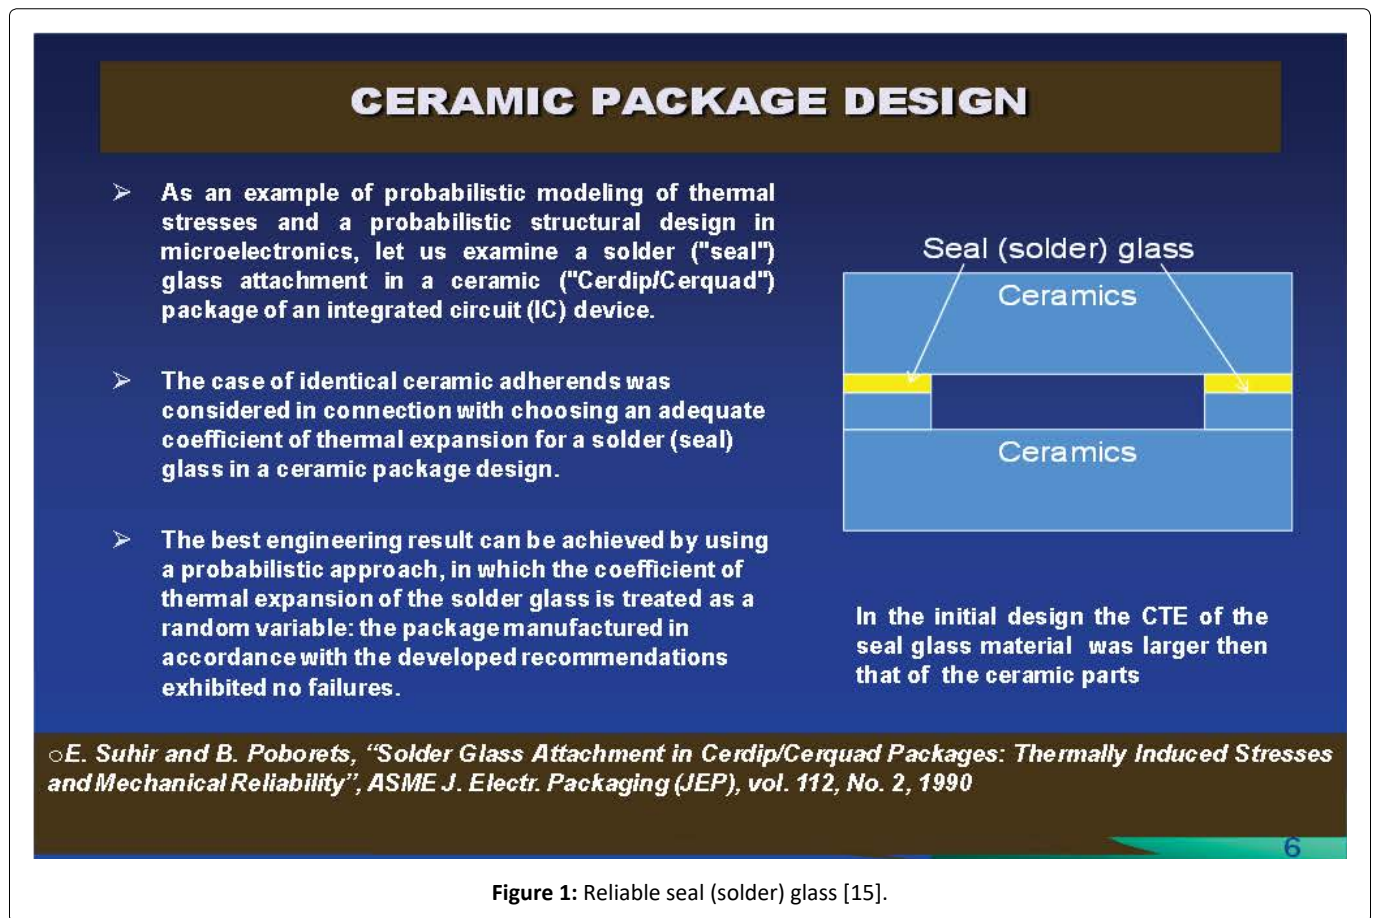 CERAMIC PACKAGE DESIGN
➢ As an example of probabilistic modeling of thermal
stresses and a probabilistic structural design in
microelectronics, let us examine a solder ("seal")
glass attachment in a ceramic ("Cerdip/Cerquad")
package of an integrated circuit (IC) device.
➢ The case of identical ceramic adherends was
considered in connection with choosing an adequate
coefficient of thermal expansion for a solder (seal)
glass in a ceramic package design.
➢ The best engineering result can be achieved by using
a probabilistic approach, in which the coefficient of
thermal expansion of the solder glass is treated as a
random variable: the package manufactured in
accordance with the developed recommendations
exhibited no failures.
Seal (solder) glass
Ceramics
Ceramics
In the initial design the CTE of the
seal glass material was larger then
that of the ceramic parts
○E. Suhir and B. Poborets, “Solder Glass Attachment in Cerdip/Cerquad Packages: Thermally Induced Stresses
and Mechanical Reliability”, ASME J. Electr. Packaging (JEP), vol. 112, No. 2, 1990
6
Figure 1: Reliable seal (solder) glass [15].